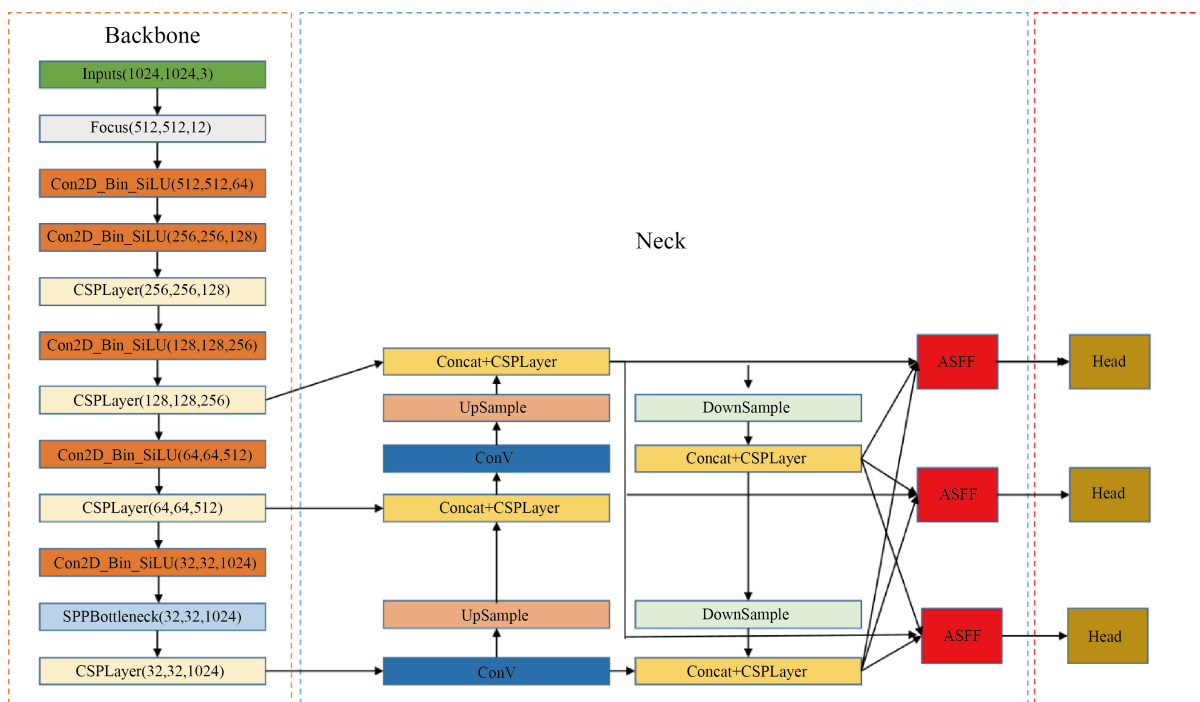 Backbone
Inputs(1024,1024,3)
Focus(512,512,12)
Con2D_Bin_SiLU(512,512,64)
Con2D_Bin_SiLU(256,256,128)
CSPLayer(256,256,128)
Con2D_Bin_SiLU(128,128,256)
CSPLayer(128,128,256)
Con2D_Bin_SiLU(64,64,512)
CSPLayer(64,64,512)
Con2D_Bin_SiLU(32,32,1024)
SPPBottleneck(32,32,1024)
CSPLayer(32,32,1024)
Neck
Concat+CSPLayer
UpSample
ConV
Concat+CSPLayer
UpSample
ConV
DownSample
Concat+CSPLayer
DownSample
Concat+CSPLayer
ASFF
ASFF
ASFF
Head
Head
Head